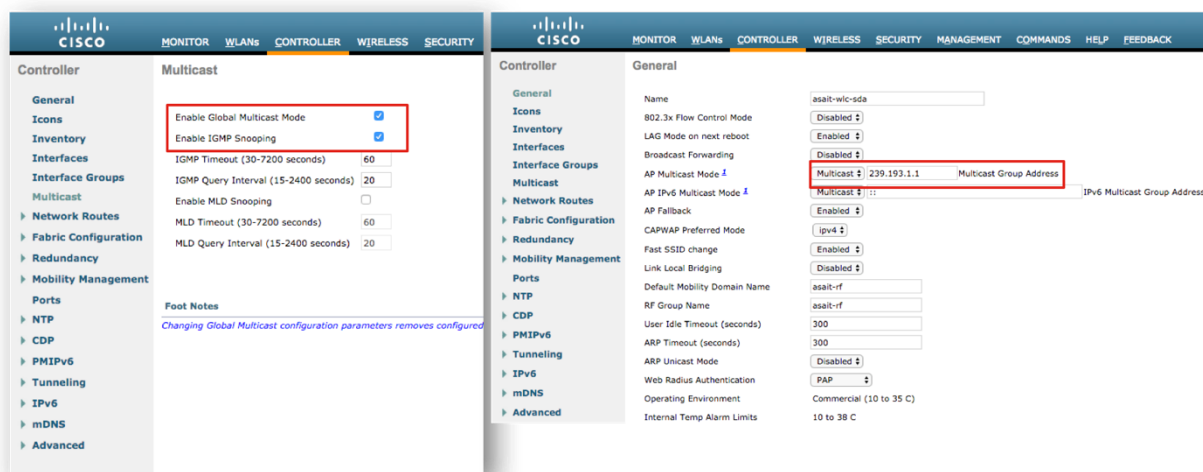 CISCO
MONITOR WLANs CONTROLLER WIRELESS SECURITY
Controller
General
Icons
Inventory
Interfaces
Interface Groups
Multicast
Network Routes
Fabric Configuration
Redundancy
Mobility Management
Ports
NTP
CDP
PMIPv6
Tunneling
IPv6
mDNS
Advanced
Multicast
Enable Global Multicast Mode
Enable IGMP Snooping
IGMP Timeout (30-7200 seconds) 60
IGMP Query Interval (15-2400 seconds) 20
Enable MLD Snooping
MLD Timeout (30-7200 seconds) 60
MLD Query Interval (15-2400 seconds) 20
Foot Notes
Changing Global Multicast configuration parameters removes configured
CISCO
MONITOR WLANs CONTROLLER WIRELESS SECURITY MANAGEMENT COMMANDS HELP FEEDBACK
Controller
General
Icons
Inventory
Interfaces
Interface Groups
Multicast
Network Routes
Fabric Configuration
Redundancy
Mobility Management
Ports
NTP
CDP
PMIPv6
Tunneling
IPv6
mDNS
Advanced
General
Name asait-wlc-sda
802.3x Flow Control Mode Disabled
LAG Mode on next reboot Enabled
Broadcast Forwarding Disabled
AP Multicast Mode 1 Multicast 239.193.1.1 Multicast Group Address
AP IPv6 Multicast Mode 1 Multicast :: IPv6 Multicast Group Address
AP Fallback Enabled
CAPWAP Preferred Mode ipv4
Fast SSID change Enabled
Link Local Bridging Disabled
Default Mobility Domain Name asait-rf
RF Group Name asait-rf
User Idle Timeout (seconds) 300
ARP Timeout (seconds) 300
ARP Unicast Mode Disabled
Web Radius Authentication PAP
Operating Environment Commercial (10 to 35 C)
Internal Temp Alarm Limits 10 to 38 C